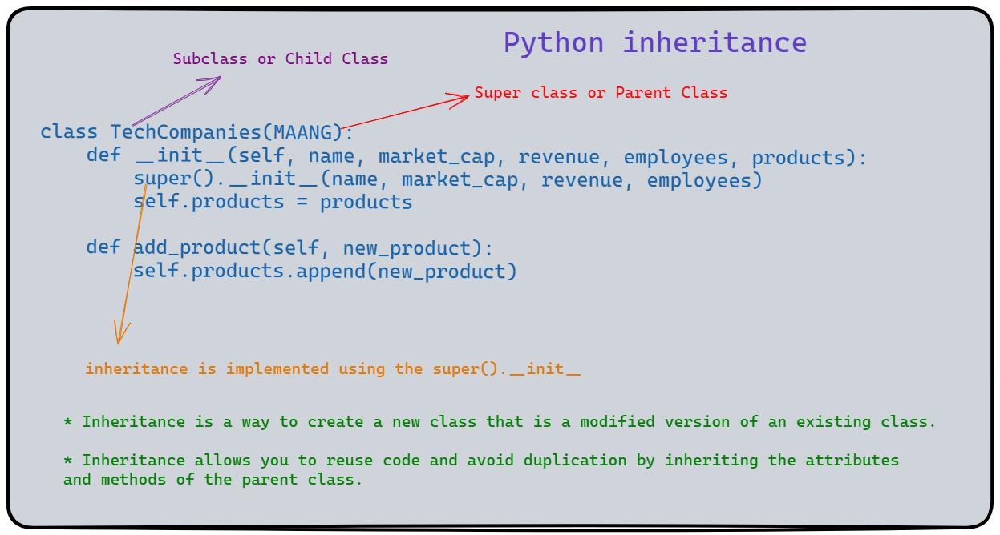 Python inheritance
Subclass or Child Class
Super class or Parent Class
class TechCompanies(MAANG):
def __init__(self, name, market_cap, revenue, employees, products):
super().__init__(name, market_cap, revenue, employees)
self.products = products
def add_product(self, new_product):
self.products.append(new_product)
inheritance is implemented using the super().__init__
* Inheritance is a way to create a new class that is a modified version of an existing class.
* Inheritance allows you to reuse code and avoid duplication by inheriting the attributes
and methods of the parent class.